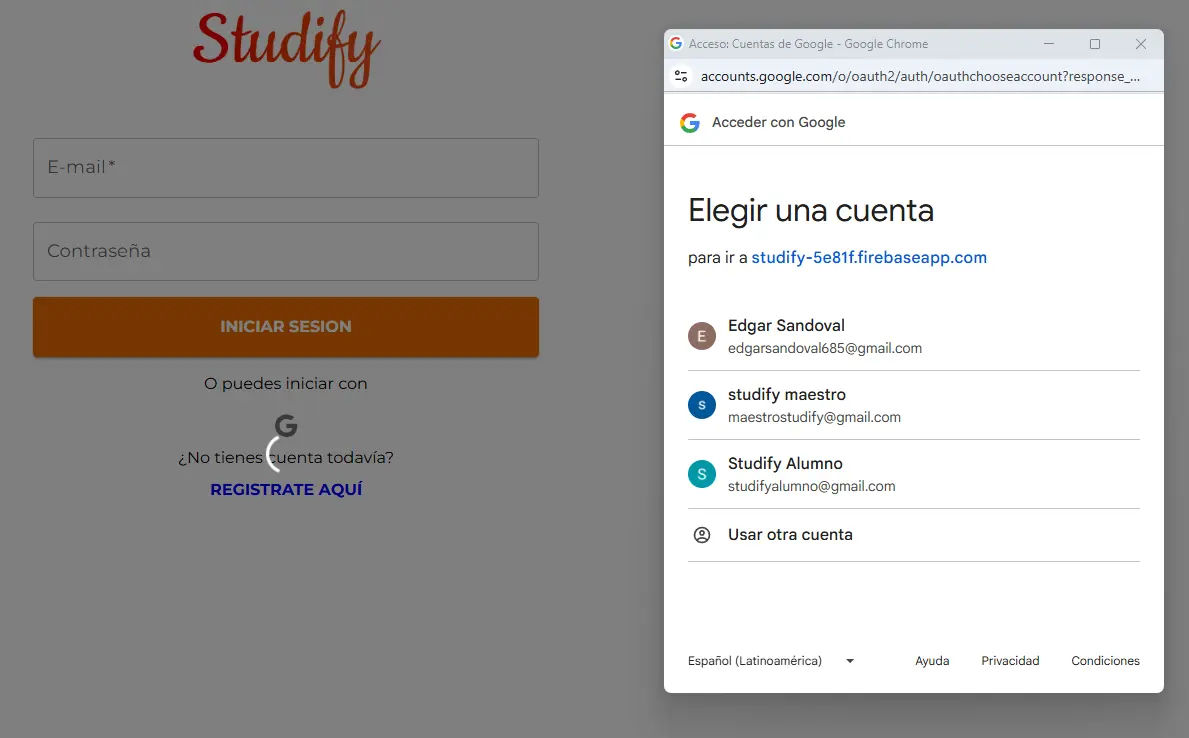 Studify
E-mail*
Contraseña
INICIAR SESION
O puedes iniciar con
G
¿No tienes cuenta todavía?
REGISTRATE AQUÍ
Acceso: Cuentas de Google - Google Chrome
accounts.google.com/o/oauth2/auth/oauthchooseaccount?response_...
Acceder con Google
Elegir una cuenta
para ir a studify-5e81f.firebaseapp.com
E
Edgar Sandoval
edgarsandoval685@gmail.com
s
studify maestro
maestrostudify@gmail.com
S
Studify Alumno
studifyalumno@gmail.com
Usar otra cuenta
Español (Latinoamérica)
Ayuda
Privacidad
Condiciones